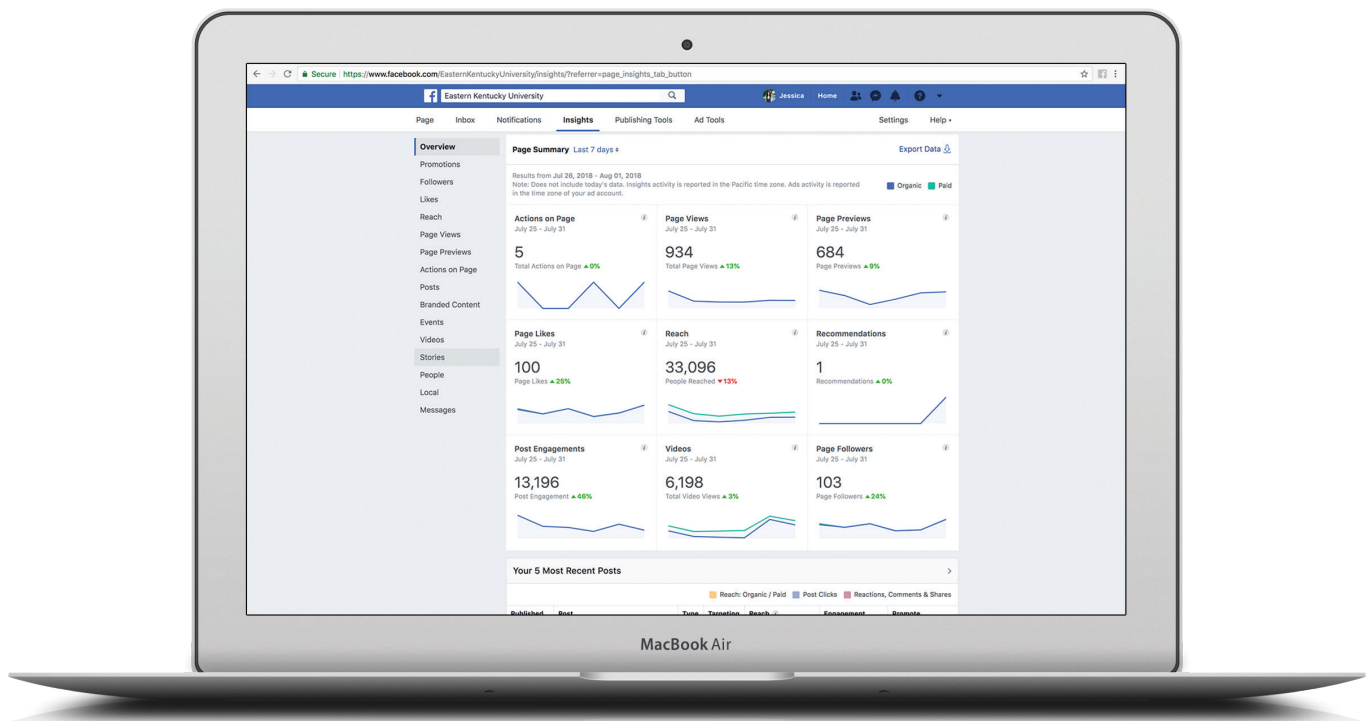 Secure https://www.facebook.com/EasternKentuckyUniversity/insights/?referrer=page_insights_tab_button
f Eastern Kentucky University Jessica Home
Page Inbox Notifications Insights Publishing Tools Ad Tools Settings Help
Overview
Promotions
Followers
Likes
Reach
Page Views
Page Previews
Actions on Page
Posts
Branded Content
Events
Videos
Stories
People
Local
Messages
Page Summary Last 7 days Export Data
Results from Jul 26, 2018 - Aug 01, 2018
Note: Does not include today's data. Insights activity is reported in the Pacific time zone. Ads activity is reported
in the time zone of your ad account.
Organic Paid
Actions on Page i
July 25 - July 31
5
Total Actions on Page ▲0%
Page Views i
July 25 - July 31
934
Total Page Views ▲13%
Page Previews i
July 25 - July 31
684
Page Previews ▲9%
Page Likes i
July 25 - July 31
100
Page Likes ▲25%
Reach i
July 25 - July 31
33,096
People Reached ▼13%
Recommendations i
July 25 - July 31
1
Recommendations ▲0%
Post Engagements i
July 25 - July 31
13,196
Post Engagement ▲46%
Videos i
July 25 - July 31
6,198
Total Video Views ▲3%
Page Followers i
July 25 - July 31
103
Page Followers ▲24%
Your 5 Most Recent Posts >
Reach: Organic / Paid Post Clicks Reactions, Comments & Shares
Published Post Type Targeting Reach Engagement Promote
MacBook Air